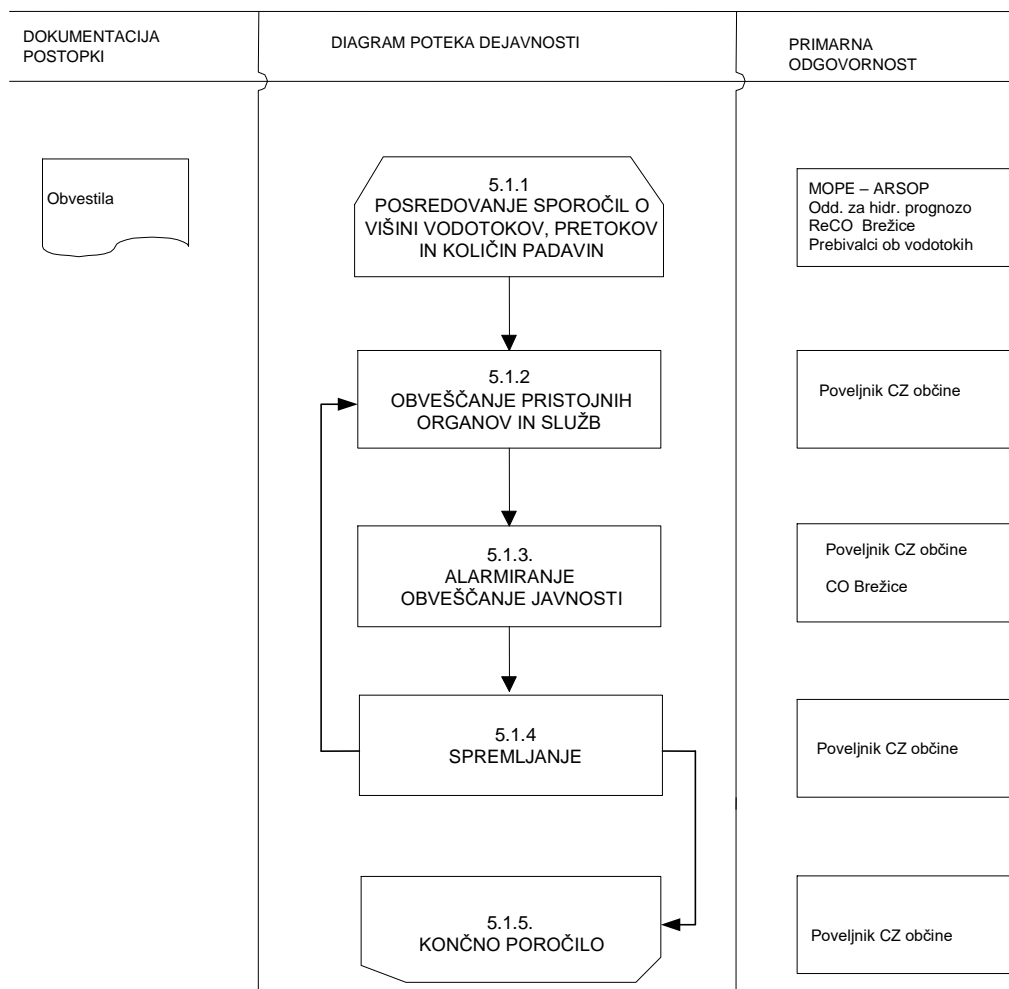 DOKUMENTACIJA
POSTOPKI
DIAGRAM POTEKA DEJAVNOSTI
PRIMARNA
ODGOVORNOST
Obvestila
5.1.1
POSREDOVANJE SPOROČIL O
VIŠINI VODOTOKOV, PRETOKOV
IN KOLIČIN PADAVIN
MOPE – ARSOP
Odd. za hidr. prognozo
ReCO Brežice
Prebivalci ob vodotokih
5.1.2
OBVEŠČANJE PRISTOJNIH
ORGANOV IN SLUŽB
Poveljnik CZ občine
5.1.3.
ALARMIRANJE
OBVEŠČANJE JAVNOSTI
Poveljnik CZ občine
CO Brežice
5.1.4
SPREMLJANJE
Poveljnik CZ občine
5.1.5.
KONČNO POROČILO
Poveljnik CZ občine